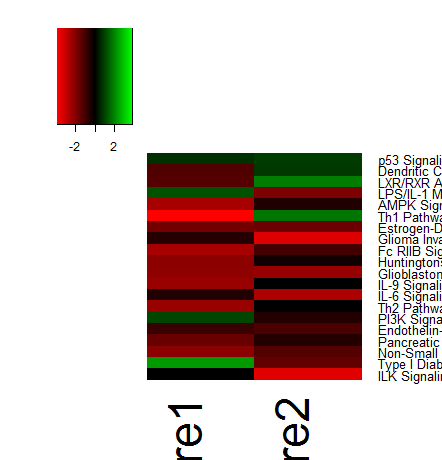 -2 2
p53 Signali
Dendritic C
LXR/RXR A
LPS/IL-1 M
AMPK Sign
Th1 Pathwa
Estrogen-D
Glioma Inva
Fc RIIB Sig
Huntingtons
Glioblaston
IL-9 Signali
IL-6 Signali
Th2 Pathwa
PI3K Signa
Endothelin-
Pancreatic
Non-Small
Type I Diab
ILK Signalin
re1 re2